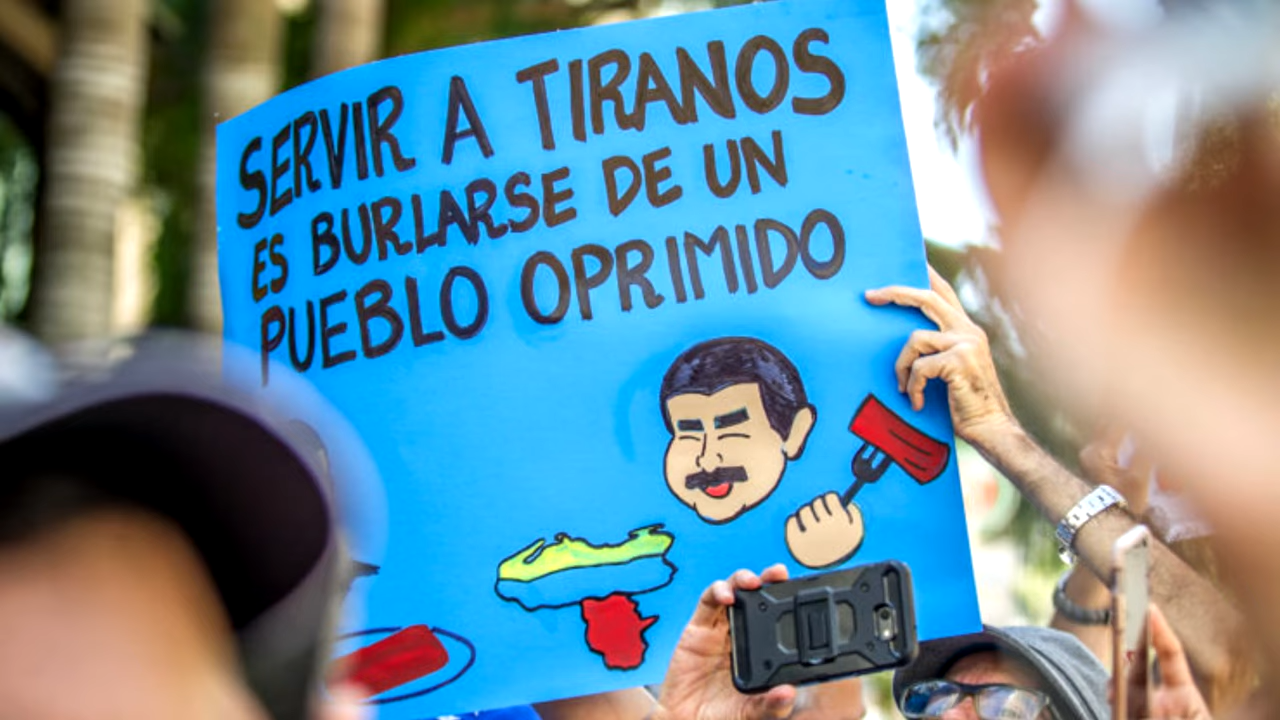 SERVIR A TIRANOS
ES BURLARSE DE UN
PUEBLO OPRIMIDO